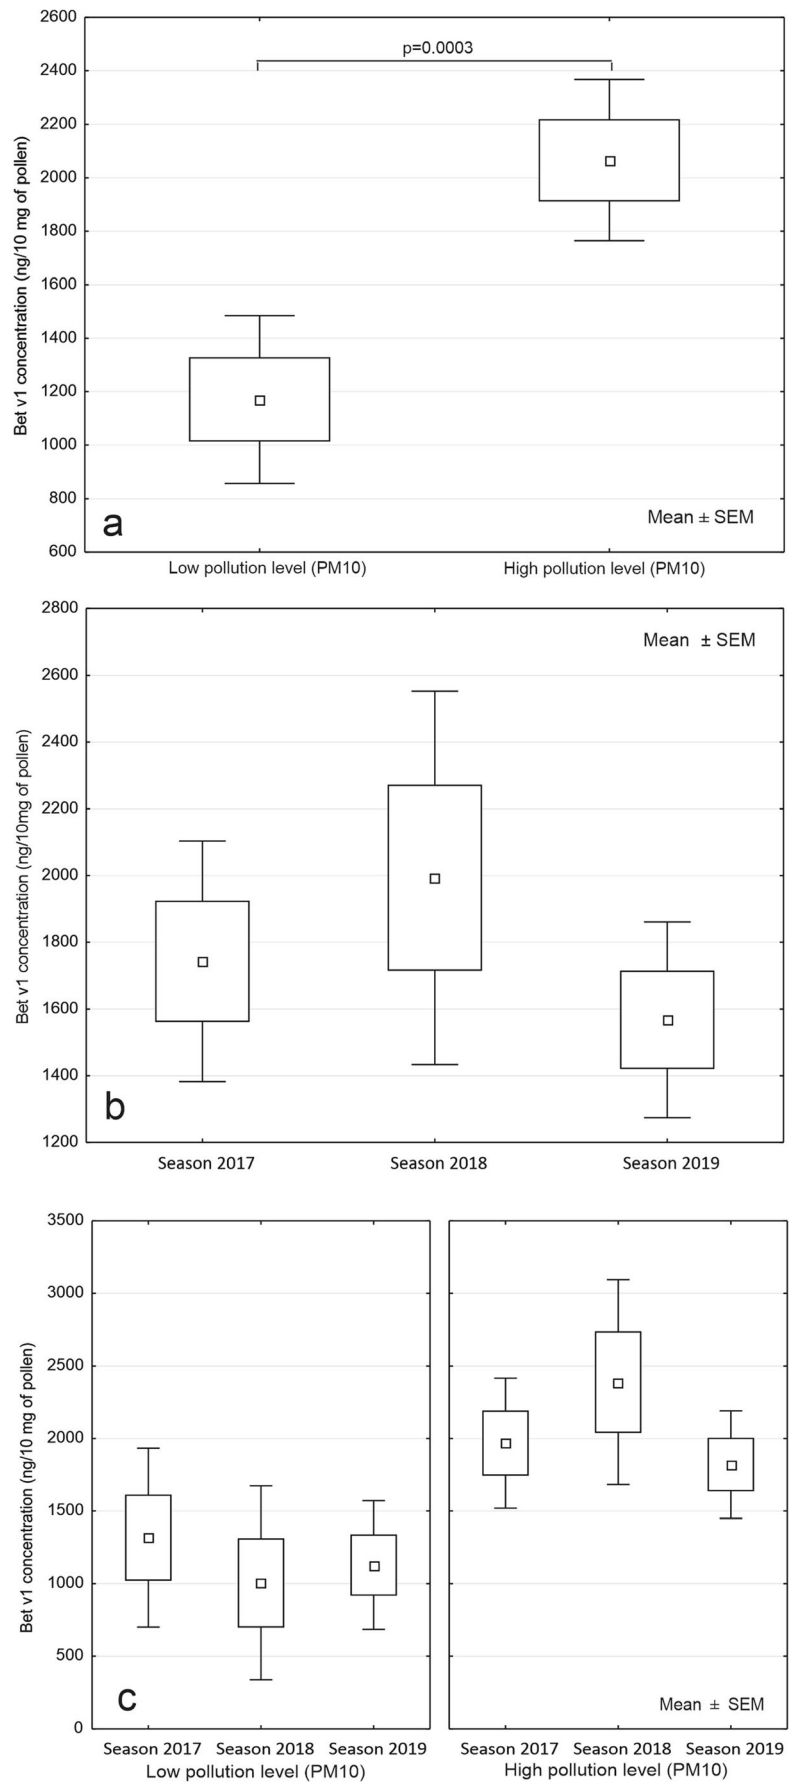 2600
p=0.0003
2400
2200
2000
1800
1600
1400
1200
1000
800
600
Bet v1 concentration (ng/10 mg of pollen)
a
Mean ± SEM
Low pollution level (PM10) High pollution level (PM10)
2800
Mean ± SEM
2600
2400
2200
2000
1800
1600
1400
1200
Bet v1 concentration (ng/10mg of pollen)
b
Season 2017 Season 2018 Season 2019
3500
3000
2500
2000
1500
1000
500
0
Bet v1 concentration (ng/10 mg of pollen)
c
Mean ± SEM
Season 2017 Season 2018 Season 2019 Season 2017 Season 2018 Season 2019
Low pollution level (PM10) High pollution level (PM10)